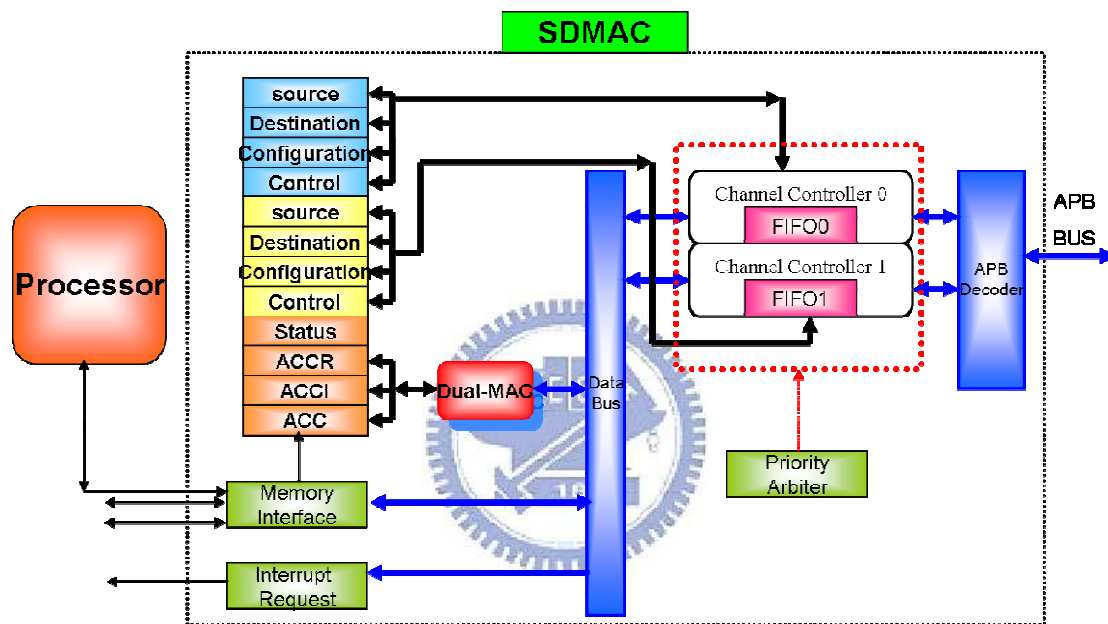 SDMAC
source
Destination
Configuration
Control
source
Destination
Configuration
Control
Status
ACCR
ACCI
ACC
Processor
Dual-MAC
Data
Bus
Channel Controller 0
FIFO0
Channel Controller 1
FIFO1
APB
Decoder
APB
BUS
Priority
Arbiter
Memory
Interface
Interrupt
Request